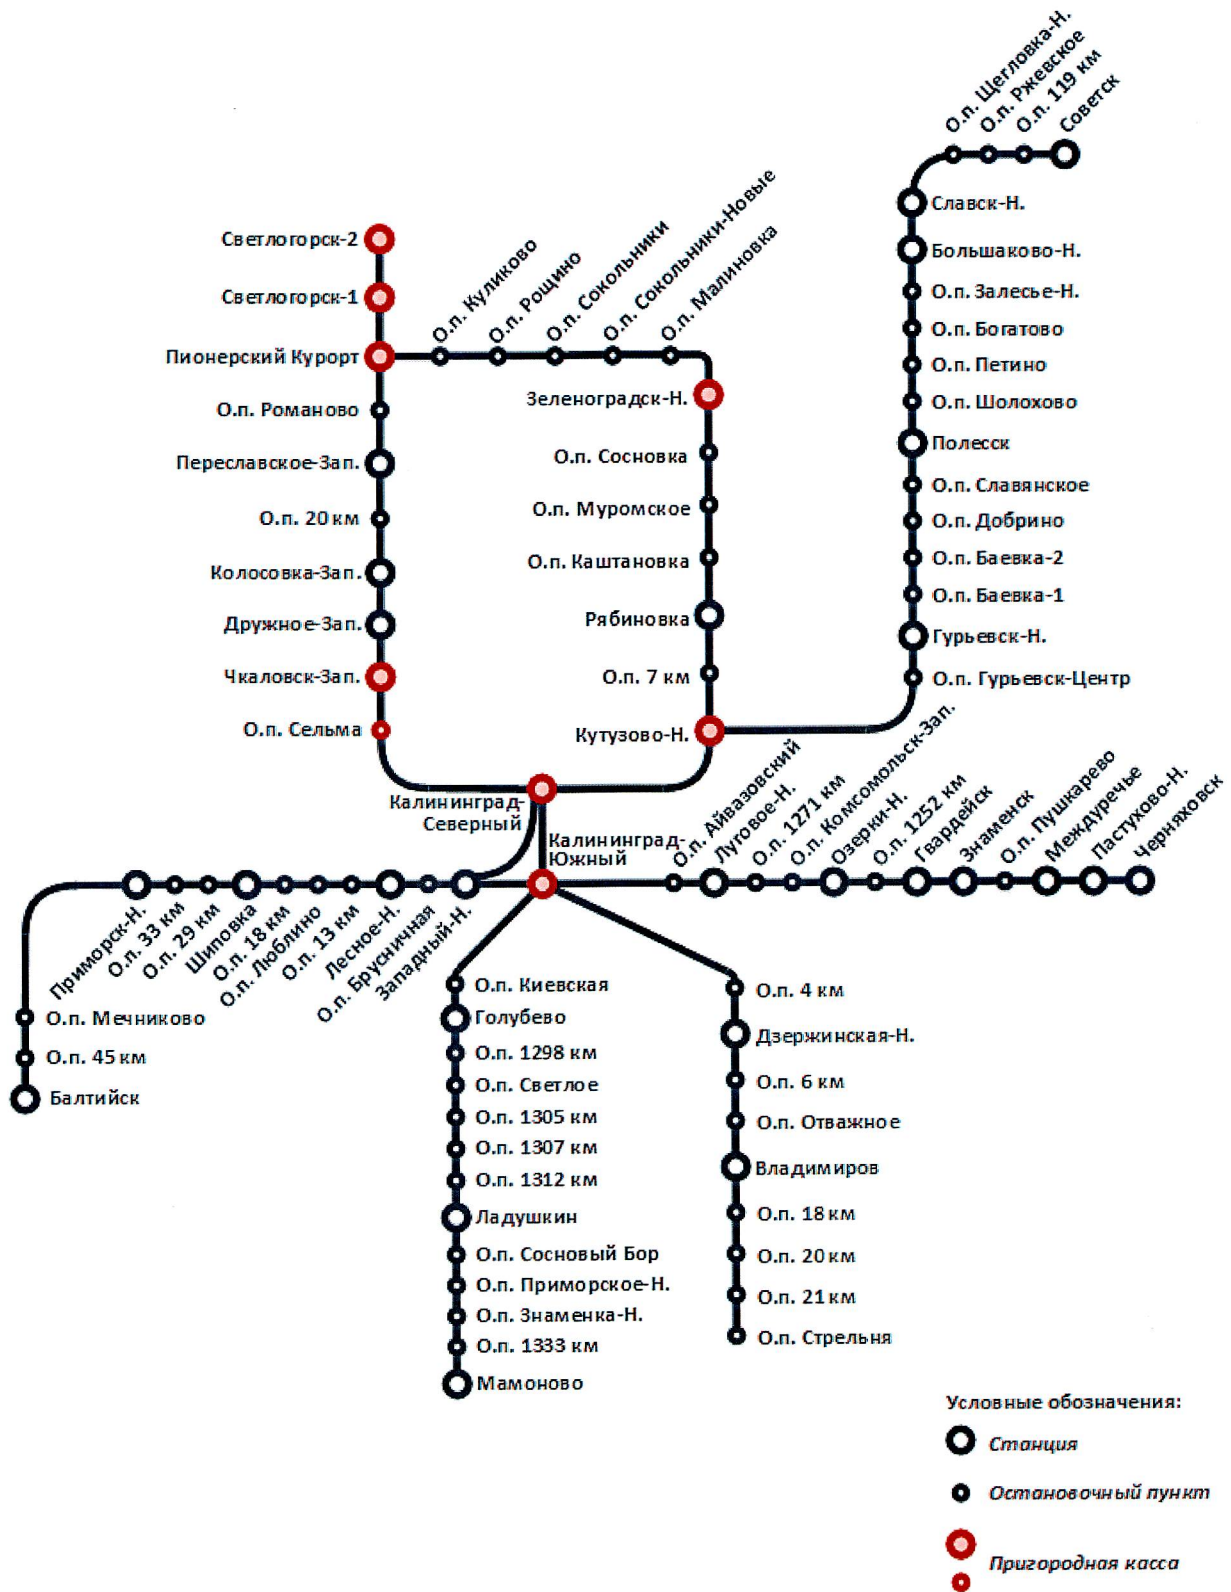 О.п. Щегловка-Н.
О.п. Ржевское
О.п. 119 км
Советск
Славск-Н.
Большаково-Н.
О.п. Залесье-Н.
О.п. Богатово
О.п. Петино
О.п. Шолохово
Полесск
О.п. Славянское
О.п. Добрино
О.п. Баевка-2
О.п. Баевка-1
Гурьевск-Н.
О.п. Гурьевск-Центр
Светлогорск-2
Светлогорск-1
Пионерский Курорт
О.п. Романово
Переславское-Зап.
О.п. 20 км
Колосовка-Зап.
Дружное-Зап.
Чкаловск-Зап.
О.п. Сельма
О.п. Куликово
О.п. Рощино
О.п. Сокольники
О.п. Сокольники-Новые
О.п. Малиновка
Зеленоградск-Н.
О.п. Сосновка
О.п. Муромское
О.п. Каштановка
Рябиновка
О.п. 7 км
Кутузово-Н.
Калининград-
Северный
Калининград-
Южный
О.п. Айвазовский
Луговое-Н.
О.п. 1271 км
О.п. Комсомольск-Зап.
Озерки-Н.
О.п. 1252 км
Гвардейск
Знаменск
О.п. Пушкарево
Междуречье
Пастухово-Н.
Черняховск
Приморск-Н.
О.п. 33 км
О.п. 29 км
Шиповка
О.п. 18 км
О.п. Люблино
О.п. 13 км
Лесное-Н.
О.п. Брусничная
Западный-Н.
О.п. Мечниково
О.п. 45 км
Балтийск
О.п. Киевская
Голубево
О.п. 1298 км
О.п. Светлое
О.п. 1305 км
О.п. 1307 км
О.п. 1312 км
Ладушкин
О.п. Сосновый Бор
О.п. Приморское-Н.
О.п. Знаменка-Н.
О.п. 1333 км
Мамоново
О.п. 4 км
Дзержинская-Н.
О.п. 6 км
О.п. Отважное
Владимиров
О.п. 18 км
О.п. 20 км
О.п. 21 км
О.п. Стрельня
Условные обозначения:
Станция
Остановочный пункт
Пригородная касса